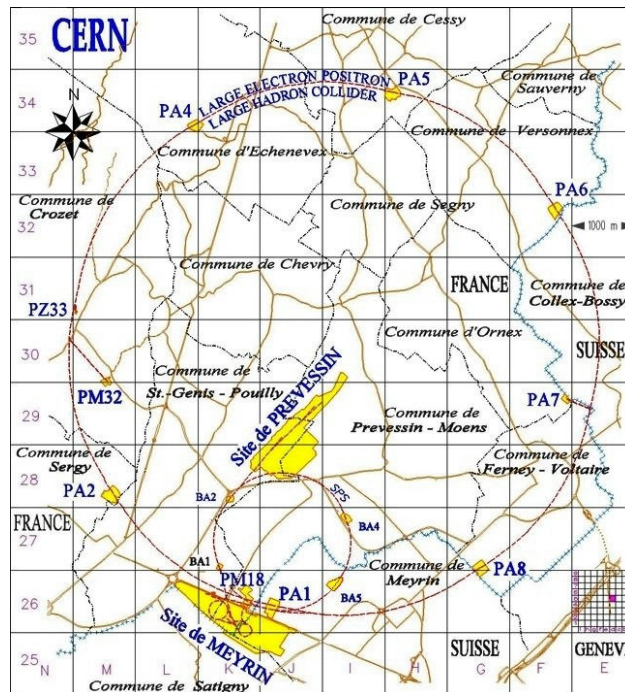 35
CERN
Commune de Cessy
LARGE ELECTRON POSITRON
LARGE HADRON COLLIDER
PA5
Commune de
Sauverny
34
N
PA4
Commune de Versonnex
Commune d'Echenevex
33
PA6
Commune de
Crozet
Commune de Segny
32
1000 m
Commune de Chevry
FRANCE
31
Commune de
Collex-Bossy
PZ33
Commune d'Ornex
SUISSE
30
Commune de
St.-Genis - Pouilly
PM32
Site de PREVESSIN
PA7
29
Commune de
Prevessin - Moens
Commune de
Sergy
Commune de
Ferney - Voltaire
28
PA2
BA2
SPS
FRANCE
BA4
27
BA1
Commune de
Meyrin
PA8
PM18
PA1
BA5
26
Site de MEYRIN
SUISSE
GENEVE
25
N M L K J I H G F E
Commune de Satigny